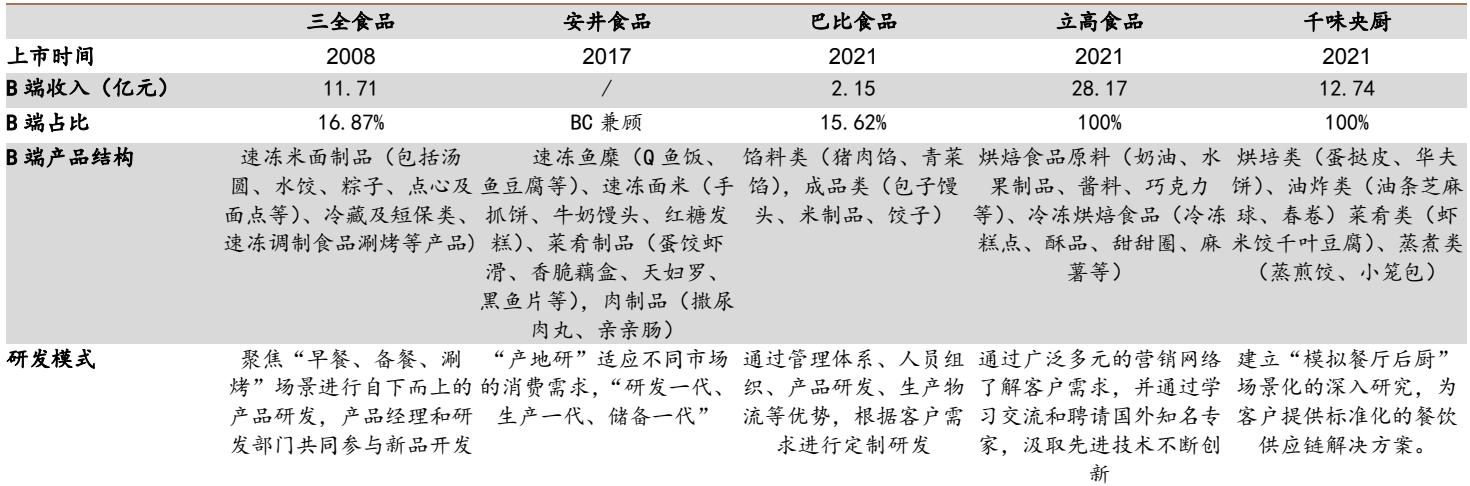 三全食品 安井食品 巴比食品 立高食品 千味央厨
上市时间 2008 2017 2021 2021 2021
B 端收入（亿元） 11.71 / 2.15 28.17 12.74
B 端占比 16.87% BC 兼顾 15.62% 100% 100%
B 端产品结构 速冻米面制品（包括汤 速冻鱼糜（Q 鱼饭、 馅料类（猪肉馅、青菜 烘焙食品原料（奶油、水 烘培类（蛋挞皮、华夫
圆、水饺、粽子、点心及 鱼豆腐等）、速冻面米（手 馅），成品类（包子馒 果制品、酱料、巧克力 饼）、油炸类（油条芝麻
面点等）、冷藏及短保类、 抓饼、牛奶馒头、红糖发 头、米制品、饺子） 等）、冷冻烘焙食品（冷冻 球、春卷）菜肴类（虾
速冻调制食品涮烤等产品） 糕）、菜肴制品（蛋饺虾 糕点、酥品、甜甜圈、麻 米饺千叶豆腐）、蒸煮类
滑、香脆藕盒、天妇罗、 薯等） （蒸煎饺、小笼包）
黑鱼片等），肉制品（撒尿
肉丸、亲亲肠）
研发模式 聚焦“早餐、备餐、涮 “产地研”适应不同市场 通过管理体系、人员组 通过广泛多元的营销网络 建立“模拟餐厅后厨”
烤”场景进行自下而上的 的消费需求，“研发一代、 织、产品研发、生产物 了解客户需求，并通过学 场景化的深入研究，为
产品研发，产品经理和研 生产一代、储备一代” 流等优势，根据客户需 习交流和聘请国外知名专 客户提供标准化的餐饮
发部门共同参与新品开发 求进行定制研发 家，汲取先进技术不断创 供应链解决方案。
新